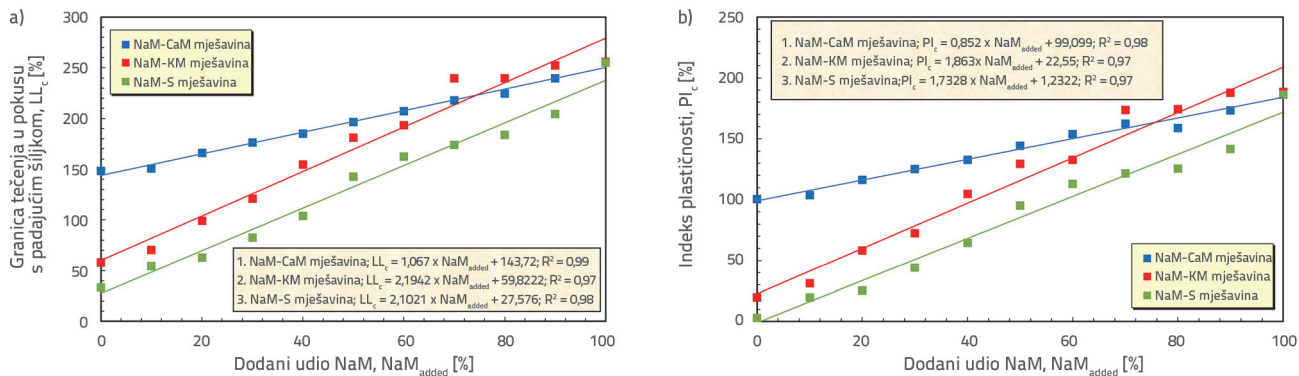 a)
Granica tečenja u pokusu
s padajućim šiljkom, LLc [%]
300
250
200
150
100
50
0
NaM-CaM mješavina
NaM-KM mješavina
NaM-S mješavina
1. NaM-CaM mješavina; LLc = 1,067 x NaMadded + 143,72; R² = 0,99
2. NaM-KM mješavina; LLc = 2,1942 x NaMadded + 59,8222; R² = 0,97
3. NaM-S mješavina; LLc = 2,1021 x NaMadded + 27,576; R² = 0,98
0 20 40 60 80 100
Dodani udio NaM, NaMadded [%]
b)
Indeks plastičnosti, PIc [%]
250
200
150
100
50
0
1. NaM-CaM mješavina; PIc = 0,852 x NaMadded + 99,099; R² = 0,98
2. NaM-KM mješavina; PIc = 1,863x NaMadded + 22,55; R² = 0,97
3. NaM-S mješavina;PIc = 1,7328 x NaMadded + 1,2322; R² = 0,97
NaM-CaM mješavina
NaM-KM mješavina
NaM-S mješavina
0 20 40 60 80 100
Dodani udio NaM, NaMadded [%]